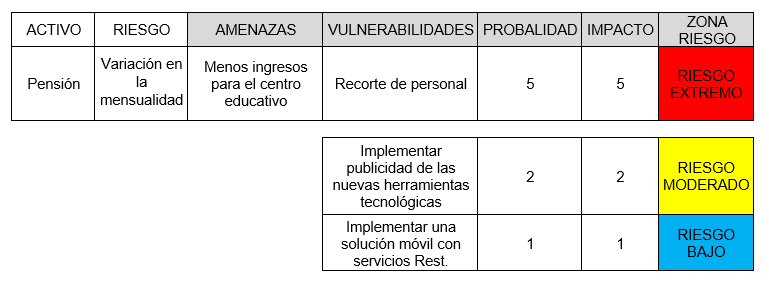 ACTIVO RIESGO AMENAZAS VULNERABILIDADES PROBALIDAD IMPACTO ZONA
RIESGO
Pensión
Variación en
la
mensualidad
Menos ingresos
para el centro
educativo
Recorte de personal
5
5
RIESGO
EXTREMO
Implementar
publicidad de las
nuevas herramientas
tecnológicas
2
2
RIESGO
MODERADO
Implementar una
solución móvil con
servicios Rest.
1
1
RIESGO
BAJO